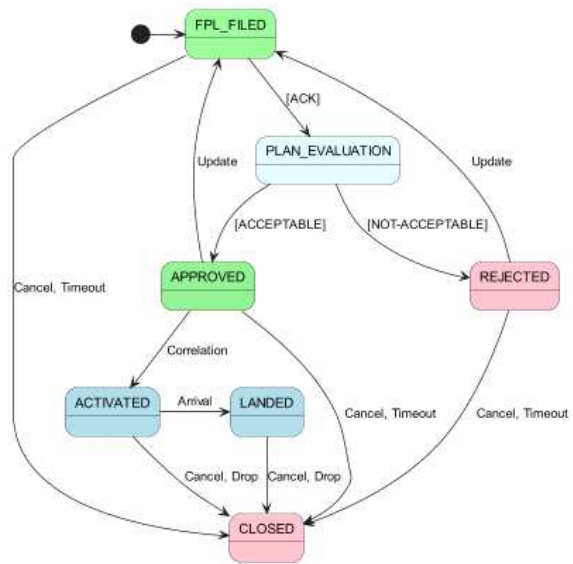 FPL_FILED
[ACK]
PLAN_EVALUATION
Update
Update
[ACCEPTABLE]
[NOT-ACCEPTABLE]
APPROVED
REJECTED
Cancel, Timeout
Correlation
ACTIVATED
Arrival
LANDED
Cancel, Timeout
Cancel, Timeout
Cancel, Drop
Cancel, Drop
CLOSED